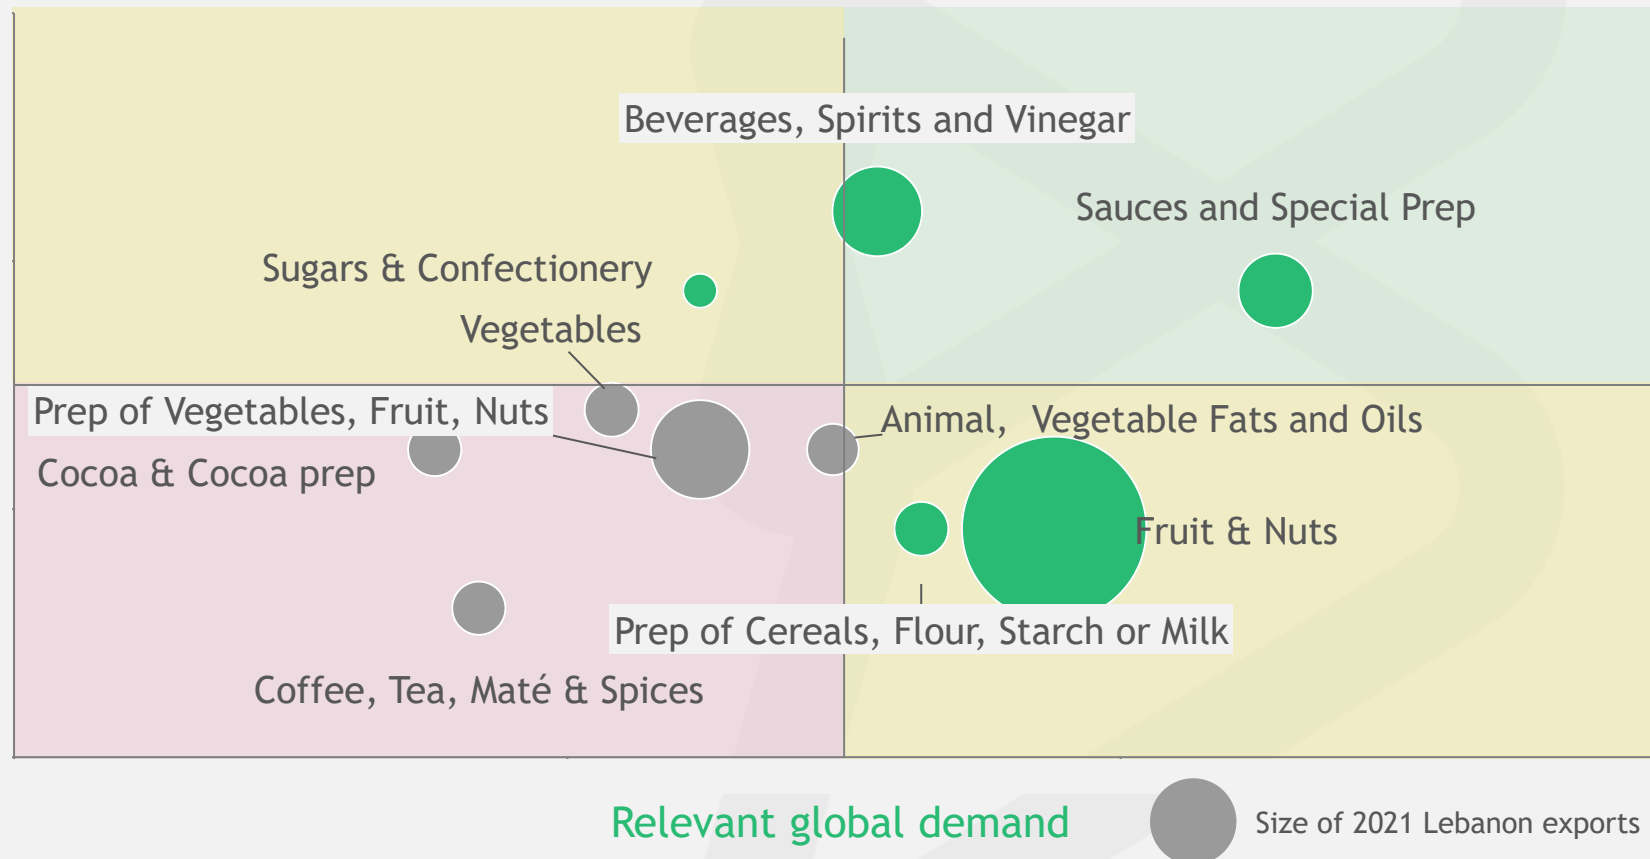 Beverages, Spirits and Vinegar
Sauces and Special Prep
Sugars & Confectionery
Vegetables
Prep of Vegetables, Fruit, Nuts
Animal, Vegetable Fats and Oils
Cocoa & Cocoa prep
Fruit & Nuts
Prep of Cereals, Flour, Starch or Milk
Coffee, Tea, Maté & Spices
Relevant global demand
Size of 2021 Lebanon exports